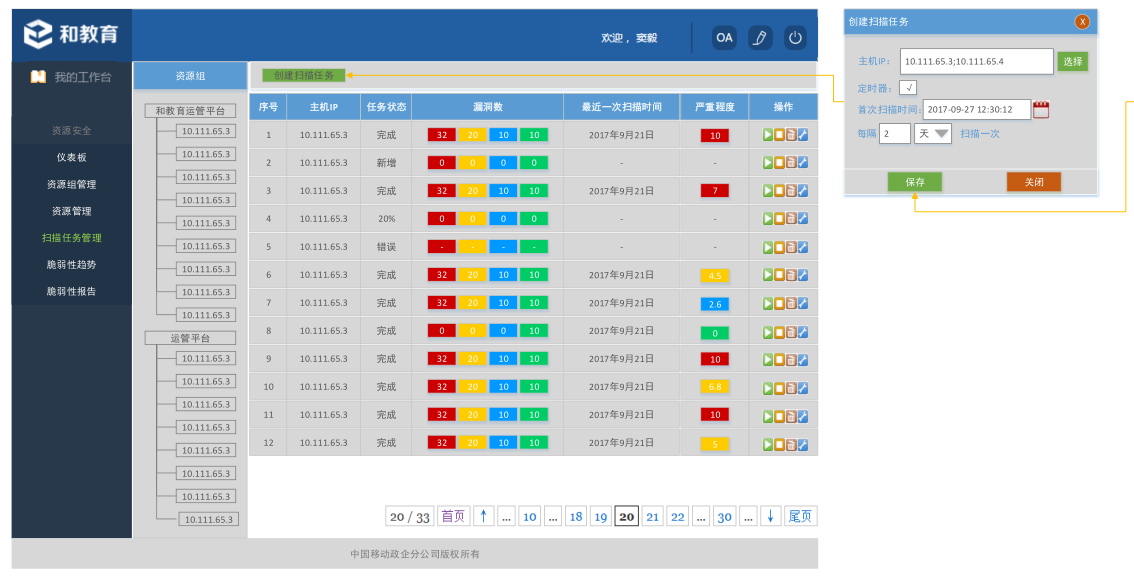 和教育
欢迎，窦毅
OA
我的工作台
资源安全
仪表板
资源组管理
资源管理
扫描任务管理
脆弱性趋势
脆弱性报告
资源组
和教育运管平台
10.111.65.3
10.111.65.3
10.111.65.3
10.111.65.3
10.111.65.3
10.111.65.3
10.111.65.3
10.111.65.3
10.111.65.3
运管平台
10.111.65.3
10.111.65.3
10.111.65.3
10.111.65.3
10.111.65.3
10.111.65.3
10.111.65.3
10.111.65.3
创建扫描任务
序号 主机IP 任务状态 漏洞数 最近一次扫描时间 严重程度 操作
1 10.111.65.3 完成 32 20 10 10 2017年9月21日 10
2 10.111.65.3 新增 0 0 0 0 - -
3 10.111.65.3 完成 32 20 10 10 2017年9月21日 7
4 10.111.65.3 20% 0 0 0 0 - -
5 10.111.65.3 错误 - - - - - -
6 10.111.65.3 完成 32 20 10 10 2017年9月21日 4.5
7 10.111.65.3 完成 32 20 10 10 2017年9月21日 2.6
8 10.111.65.3 完成 0 0 0 10 2017年9月21日 0
9 10.111.65.3 完成 32 20 10 10 2017年9月21日 10
10 10.111.65.3 完成 32 20 10 10 2017年9月21日 6.8
11 10.111.65.3 完成 32 20 10 10 2017年9月21日 10
12 10.111.65.3 完成 32 20 10 10 2017年9月21日 5
20 / 33 首页 ↑ ... 10 ... 18 19 20 21 22 ... 30 ... ↓ 尾页
中国移动政企分公司版权所有
创建扫描任务 X
主机IP: 10.111.65.3;10.111.65.4 选择
定时器: √
首次扫描时间: 2017-09-27 12:30:12
每隔 2 天 扫描一次
保存 关闭